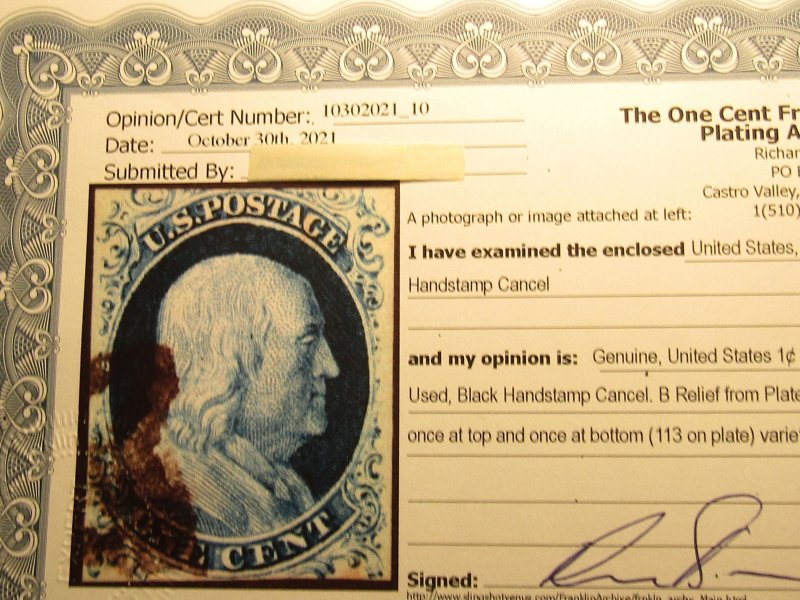 Opinion/Cert Number: 10302021_10
Date: October 30th, 2021
Submitted By:
The One Cent
Plating
PO
Castro Valley,
1(510)
U.S. POSTAGE
CENT
A photograph or image attached at left:
I have examined the enclosed United States,
Handstamp Cancel
and my opinion is: Genuine, United States 1¢
Used, Black Handstamp Cancel. B Relief from Plate
once at top and once at bottom (113 on plate)
Signed: